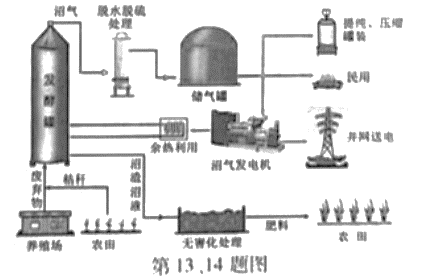 沼气
脱水脱硫
处理
提纯、压缩
罐装
发酵罐
储气罐
民用
余热利用
沼气发电机
并网送电
废弃物
秸秆
沼渣沼液
养殖场
农田
无害化处理
肥料
农田
第13、14题图